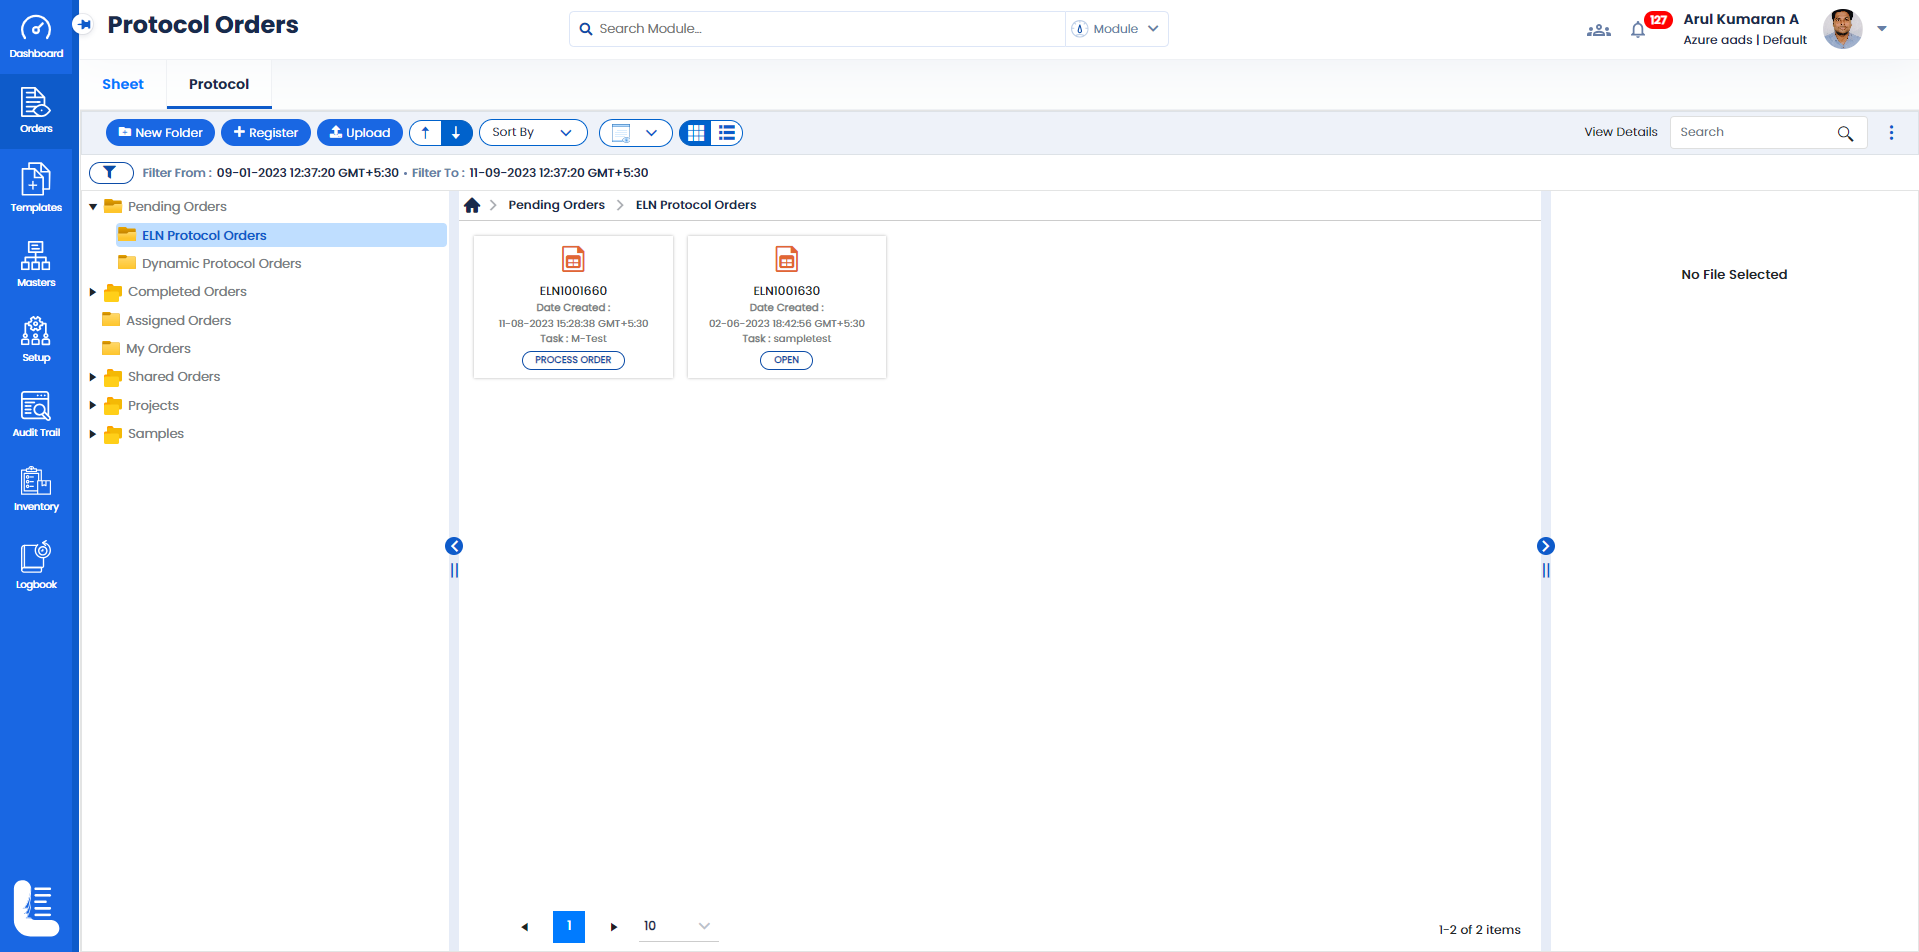 Protocol Orders
Search Module...
Module
127
Arul Kumaran A
Azure aads | Default
Dashboard
Orders
Templates
Masters
Setup
Audit Trail
Inventory
Logbook
Sheet
Protocol
New Folder
Register
Upload
Sort By
View Details
Search
Filter From : 09-01-2023 12:37:20 GMT+5:30 • Filter To : 11-09-2023 12:37:20 GMT+5:30
Pending Orders
ELN Protocol Orders
Dynamic Protocol Orders
Completed Orders
Assigned Orders
My Orders
Shared Orders
Projects
Samples
Pending Orders
ELN Protocol Orders
ELN1001660
Date Created :
11-08-2023 15:28:38 GMT+5:30
Task : M-Test
PROCESS ORDER
ELN1001630
Date Created :
02-06-2023 18:42:56 GMT+5:30
Task : sampletest
OPEN
No File Selected
1
10
1-2 of 2 items